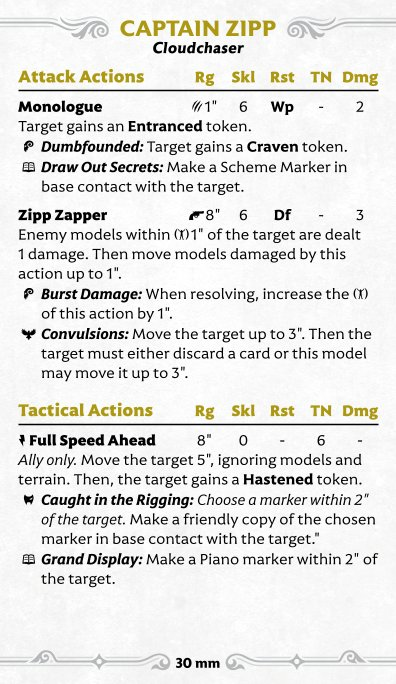 CAPTAIN ZIPP
Cloudchaser
Attack Actions Rg Skl Rst TN Dmg
Monologue 1" 6 Wp - 2
Target gains an Entranced token.
Dumbfounded: Target gains a Craven token.
Draw Out Secrets: Make a Scheme Marker in
base contact with the target.
Zipp Zapper 8" 6 Df - 3
Enemy models within 1" of the target are dealt
1 damage. Then move models damaged by this
action up to 1".
Burst Damage: When resolving, increase the
of this action by 1".
Convulsions: Move the target up to 3". Then the
target must either discard a card or this model
may move it up to 3".
Tactical Actions Rg Skl Rst TN Dmg
Full Speed Ahead 8" 0 - 6 -
Ally only. Move the target 5", ignoring models and
terrain. Then, the target gains a Hastened token.
Caught in the Rigging: Choose a marker within 2"
of the target. Make a friendly copy of the chosen
marker in base contact with the target."
Grand Display: Make a Piano marker within 2" of
the target.
30 mm